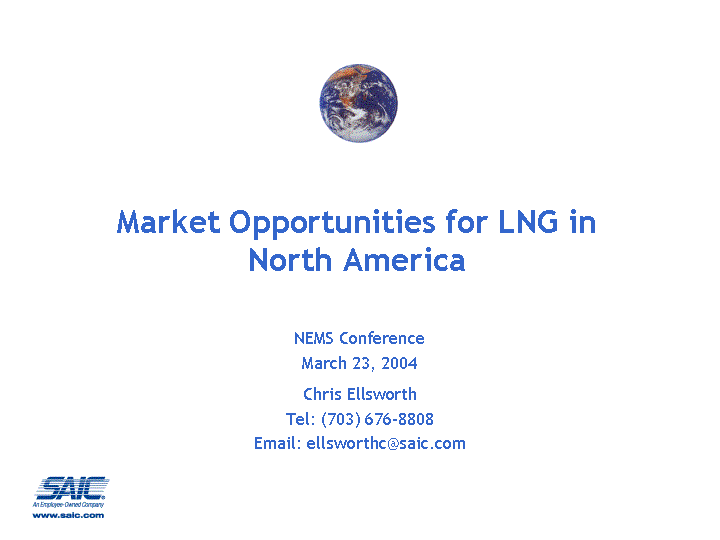 Market Opportunities for LNG in
North America
NEMS Conference
March 23, 2004
Chris Ellsworth
Tel: (703) 676-8808
Email: ellsworthc@saic.com
SAIC
An Employee-Owned Company
www.saic.com